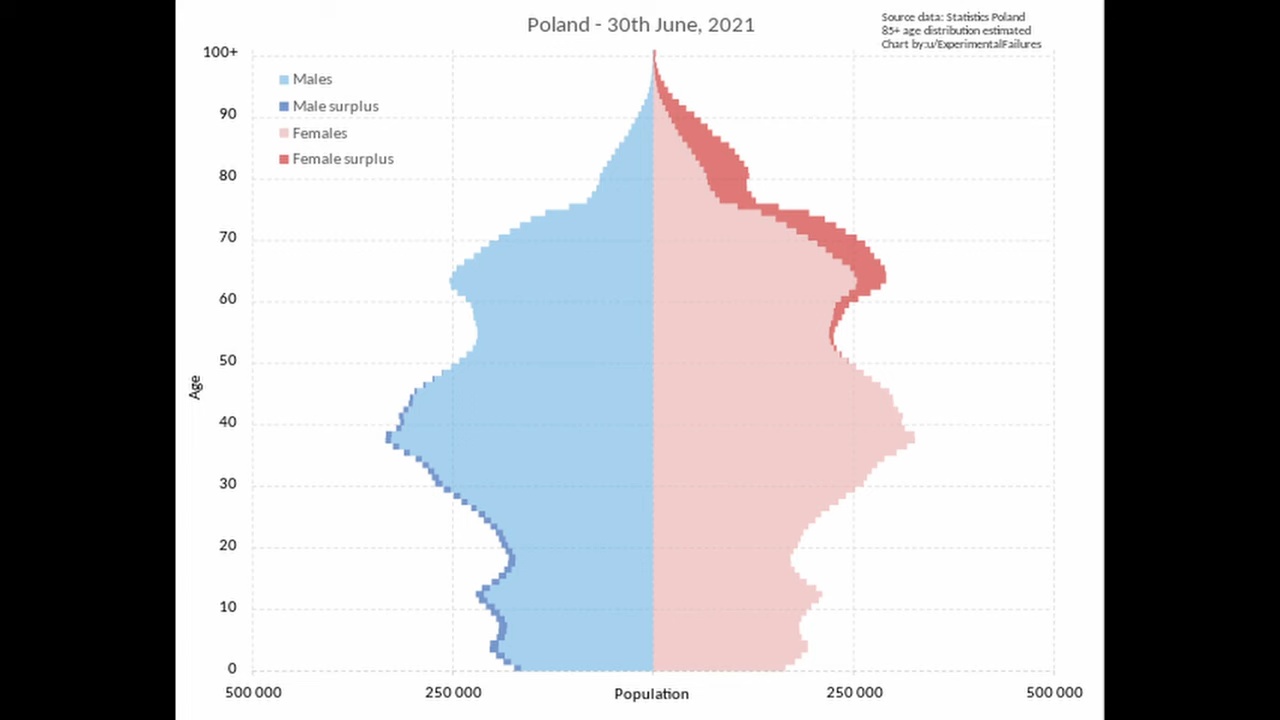 Poland - 30th June, 2021
Source data: Statistics Poland
85+ age distribution estimated
Chart by:u/ExperimentalFailures
Males
Male surplus
Females
Female surplus
100+
90
80
70
60
50
40
30
20
10
0
Age
500 000
250 000
Population
250 000
500 000